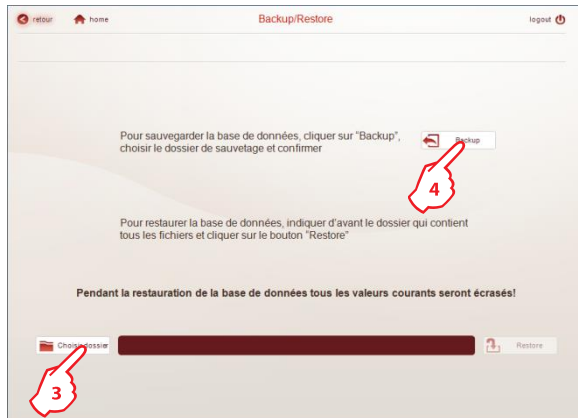 retour home Backup/Restore logout
Pour sauvegarder la base de données, cliquer sur "Backup",
choisir le dossier de sauvetage et confirmer
Backup
4
Pour restaurer la base de données, indiquer d'avant le dossier qui contient
tous les fichiers et cliquer sur le bouton "Restore"
Pendant la restauration de la base de données tous les valeurs courants seront écrasés!
Choisir dossier Restore
3